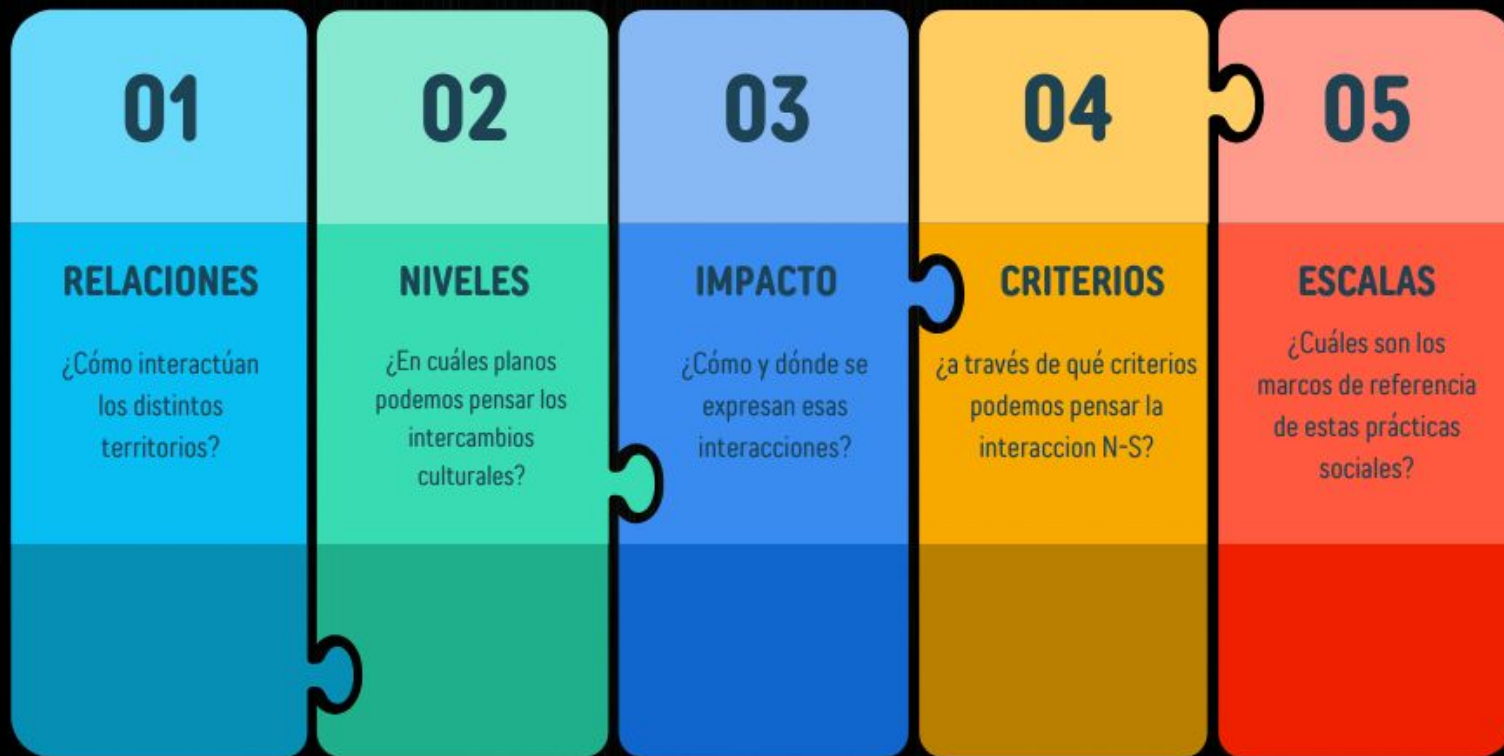 01
RELACIONES
¿Cómo interactúan
los distintos
territorios?
02
NIVELES
¿En cuáles planos
podemos pensar los
intercambios
culturales?
03
IMPACTO
¿Cómo y dónde se
expresan esas
interacciones?
04
CRITERIOS
¿a través de qué criterios
podemos pensar la
interaccion N-S?
05
ESCALAS
¿Cuáles son los
marcos de referencia
de estas prácticas
sociales?